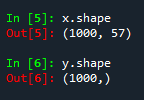 In [5]: x.shape
Out[5]: (1000, 57)
In [6]: y.shape
Out[6]: (1000,)